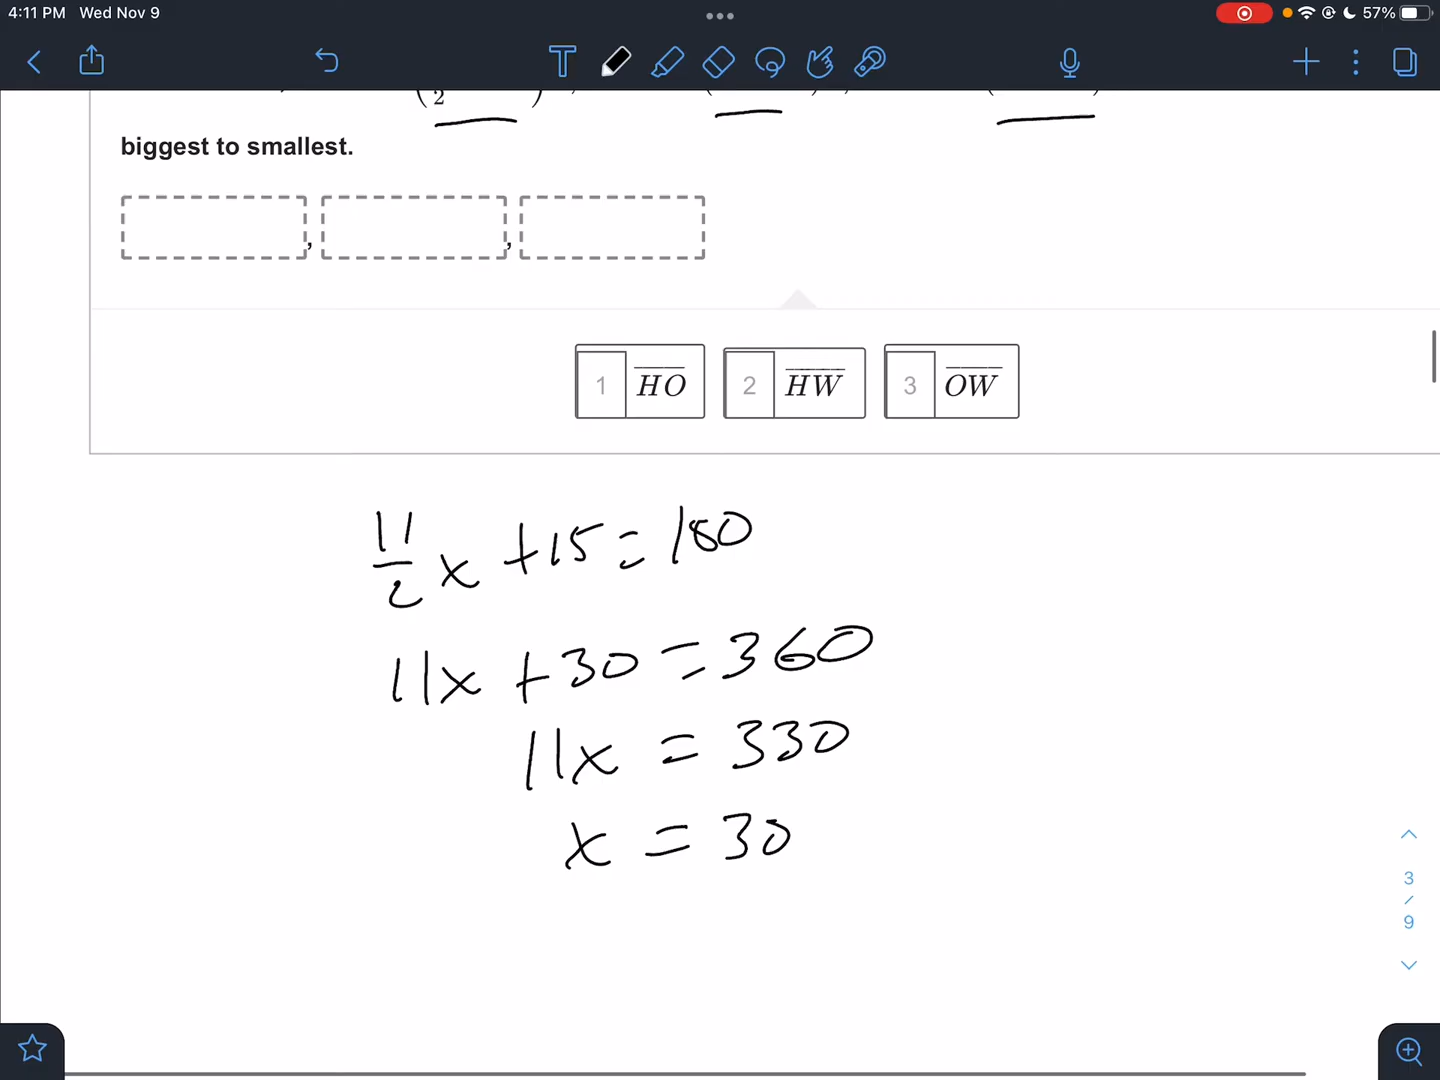 4:11 PM Wed Nov 9
57%
2
biggest to smallest.
, ,
1 HO 2 HW 3 OW
11/2 x + 15 = 180
11x + 30 = 360
11x = 330
x = 30
3
/
9